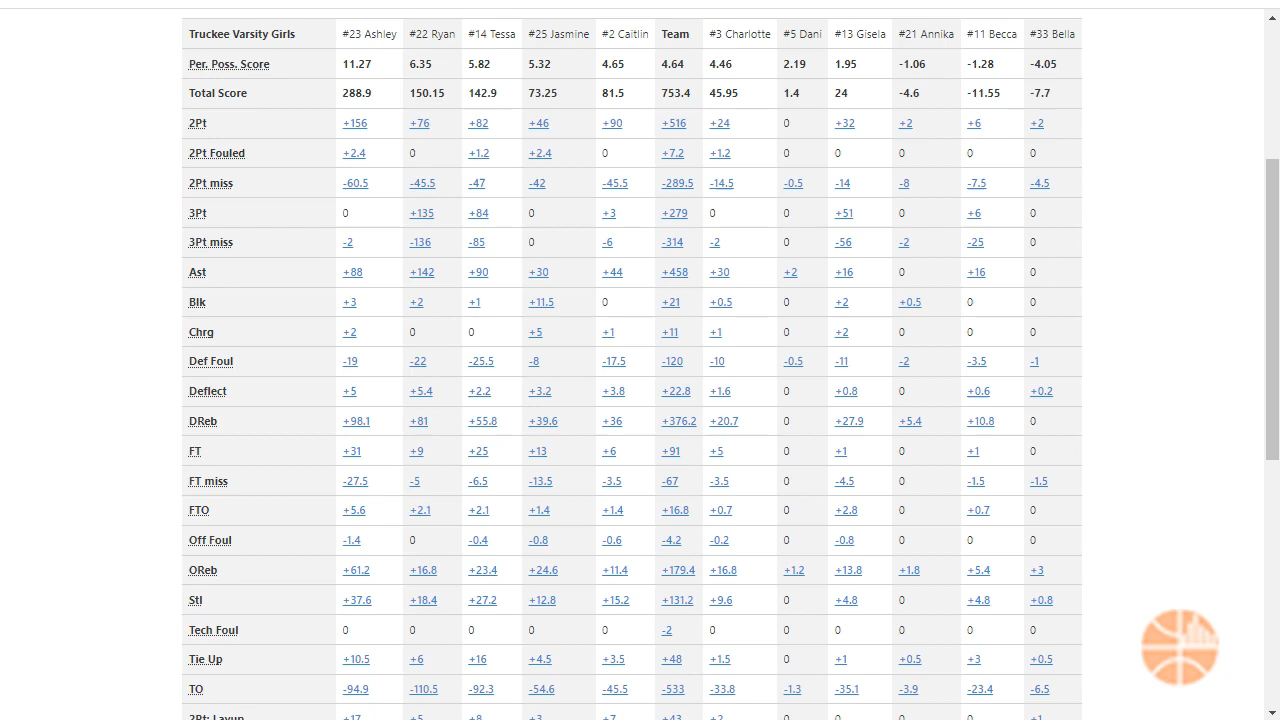 Truckee Varsity Girls #23 Ashley #22 Ryan #14 Tessa #25 Jasmine #2 Caitlin Team #3 Charlotte #5 Dani #13 Gisela #21 Annika #11 Becca #33 Bella
Per. Poss. Score 11.27 6.35 5.82 5.32 4.65 4.64 4.46 2.19 1.95 -1.06 -1.28 -4.05
Total Score 288.9 150.15 142.9 73.25 81.5 753.4 45.95 1.4 24 -4.6 -11.55 -7.7
2Pt +156 +76 +82 +46 +90 +516 +24 0 +32 +2 +6 +2
2Pt Fouled +2.4 0 +1.2 +2.4 0 +7.2 +1.2 0 0 0 0 0
2Pt miss -60.5 -45.5 -47 -42 -45.5 -289.5 -14.5 -0.5 -14 -8 -7.5 -4.5
3Pt 0 +135 +84 0 +3 +279 0 0 +51 0 +6 0
3Pt miss -2 -136 -85 0 -6 -314 -2 0 -56 -2 -25 0
Ast +88 +142 +90 +30 +44 +458 +30 +2 +16 0 +16 0
Blk +3 +2 +1 +11.5 0 +21 +0.5 0 +2 +0.5 0 0
Chrg +2 0 0 +5 +1 +11 +1 0 +2 0 0 0
Def Foul -19 -22 -25.5 -8 -17.5 -120 -10 -0.5 -11 -2 -3.5 -1
Deflect +5 +5.4 +2.2 +3.2 +3.8 +22.8 +1.6 0 +0.8 0 +0.6 +0.2
DReb +98.1 +81 +55.8 +39.6 +36 +376.2 +20.7 0 +27.9 +5.4 +10.8 0
FT +31 +9 +25 +13 +6 +91 +5 0 +1 0 +1 0
FT miss -27.5 -5 -6.5 -13.5 -3.5 -67 -3.5 0 -4.5 0 -1.5 -1.5
FTO +5.6 +2.1 +2.1 +1.4 +1.4 +16.8 +0.7 0 +2.8 0 +0.7 0
Off Foul -1.4 0 -0.4 -0.8 -0.6 -4.2 -0.2 0 -0.8 0 0 0
OReb +61.2 +16.8 +23.4 +24.6 +11.4 +179.4 +16.8 +1.2 +13.8 +1.8 +5.4 +3
Stl +37.6 +18.4 +27.2 +12.8 +15.2 +131.2 +9.6 0 +4.8 0 +4.8 +0.8
Tech Foul 0 0 0 0 0 -2 0 0 0 0 0 0
Tie Up +10.5 +6 +16 +4.5 +3.5 +48 +1.5 0 +1 +0.5 +3 +0.5
TO -94.9 -110.5 -92.3 -54.6 -45.5 -533 -33.8 -1.3 -35.1 -3.9 -23.4 -6.5
2Pt: Layup +17 +5 +8 +3 +7 +43 +2 0 0 0 0 +1